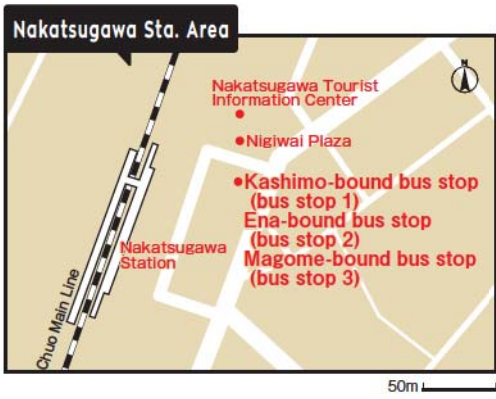 Nakatsugawa Sta. Area
N
Nakatsugawa Tourist
Information Center
Nigiwai Plaza
Kashimo-bound bus stop
(bus stop 1)
Ena-bound bus stop
(bus stop 2)
Magome-bound bus stop
(bus stop 3)
Nakatsugawa
Station
Chuo Main Line
50m